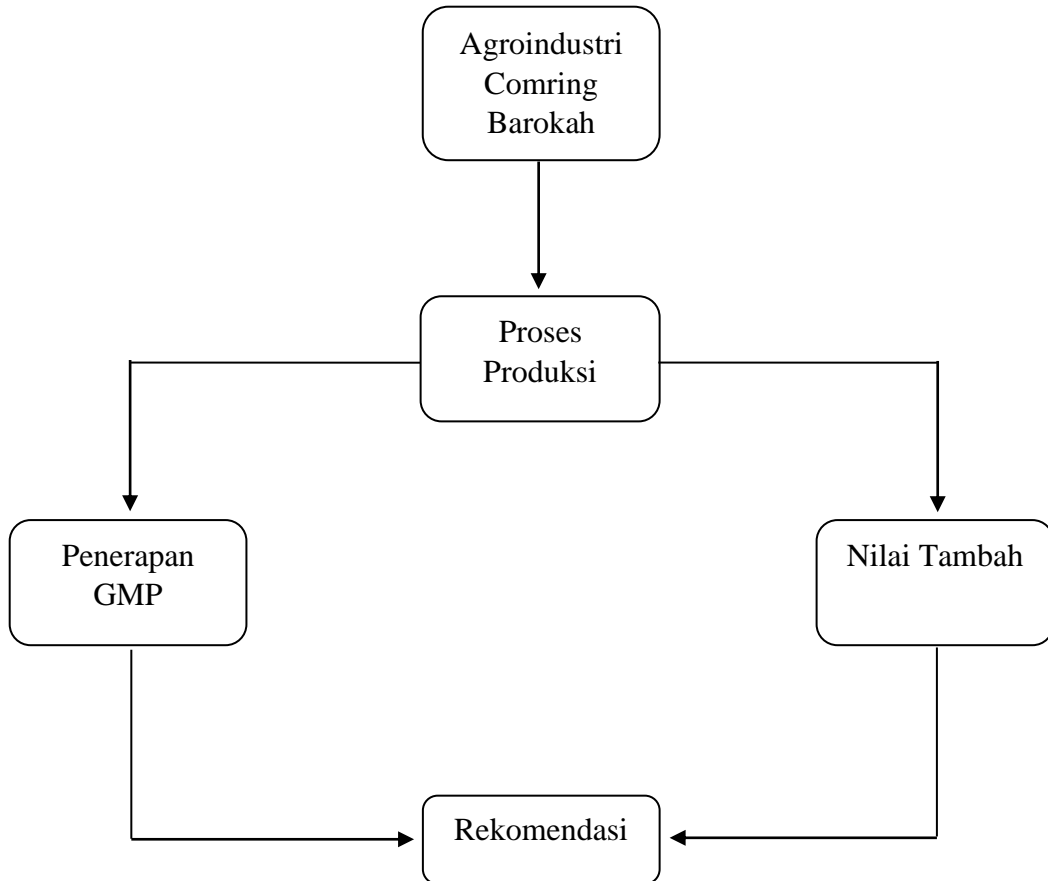 Agroindustri
Comring
Barokah
Proses
Produksi
Penerapan
GMP
Nilai Tambah
Rekomendasi